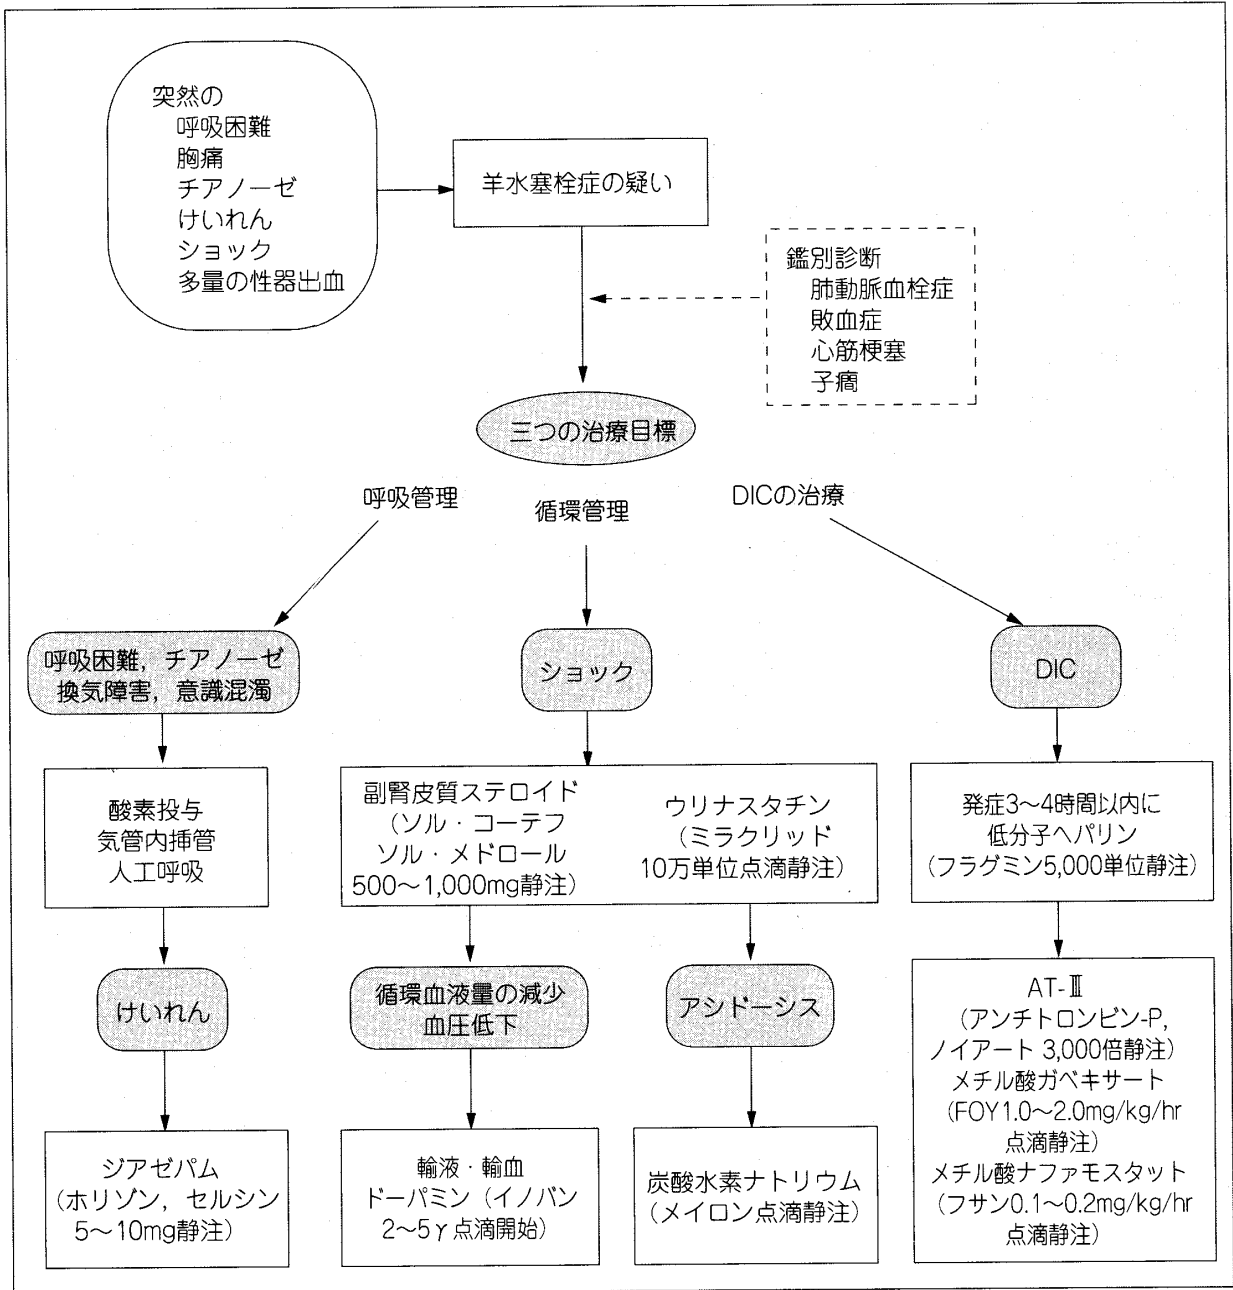 突然の
呼吸困難
胸痛
チアノーゼ
けいれん
ショック
多量の性器出血
羊水塞栓症の疑い
鑑別診断
肺動脈血栓症
敗血症
心筋梗塞
子癇
三つの治療目標
呼吸管理
循環管理
DICの治療
呼吸困難，チアノーゼ
換気障害，意識混濁
ショック
DIC
酸素投与
気管内挿管
人工呼吸
副腎皮質ステロイド
（ソル・コーテフ
ソル・メドロール
500～1,000mg静注）
ウリナスタチン
（ミラクリッド
10万単位点滴静注）
発症3～4時間以内に
低分子ヘパリン
（フラグミン5,000単位静注）
けいれん
循環血液量の減少
血圧低下
アシドーシス
AT-Ⅲ
（アンチトロンビン-P,
ノイアート 3,000倍静注）
メチル酸ガベキサート
（FOY1.0～2.0mg/kg/hr
点滴静注）
メチル酸ナファモスタット
（フサン0.1～0.2mg/kg/hr
点滴静注）
ジアゼパム
（ホリゾン，セルシン
5～10mg静注）
輸液・輸血
ドーパミン（イノバン
2～5γ点滴開始）
炭酸水素ナトリウム
（メイロン点滴静注）